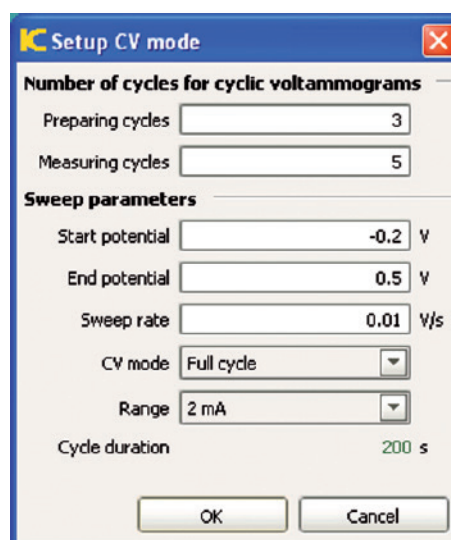 IC Setup CV mode
Number of cycles for cyclic voltammograms
Preparing cycles 3
Measuring cycles 5
Sweep parameters
Start potential -0.2 V
End potential 0.5 V
Sweep rate 0.01 V/s
CV mode Full cycle
Range 2 mA
Cycle duration 200 s
OK Cancel